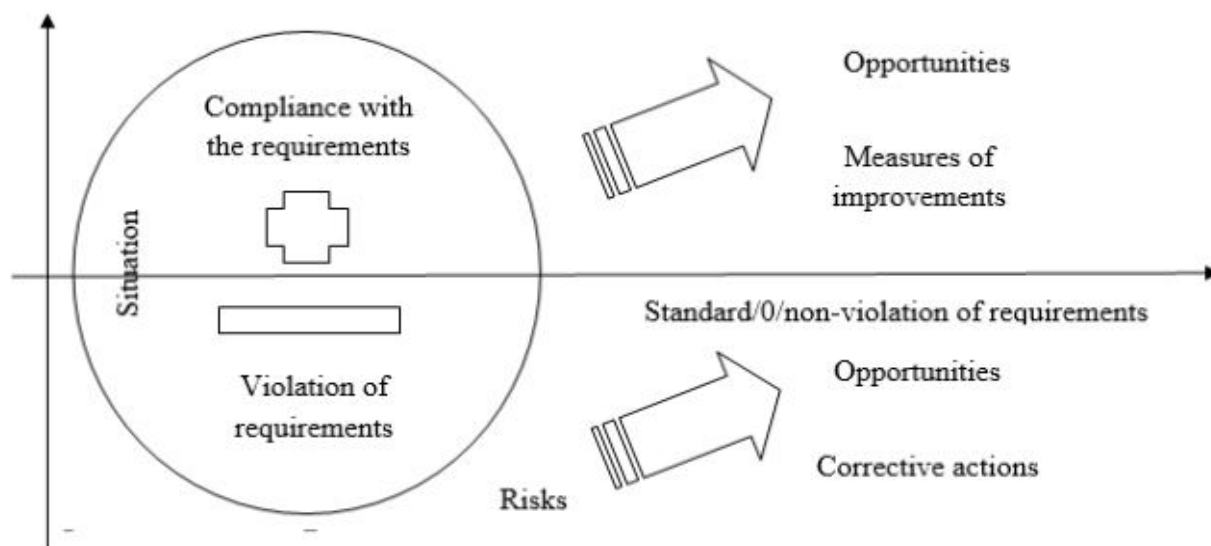 Compliance with
the requirements
Situation
Violation of
requirements
Opportunities
Measures of
improvements
Standard/0/non-violation of requirements
Opportunities
Corrective actions
Risks